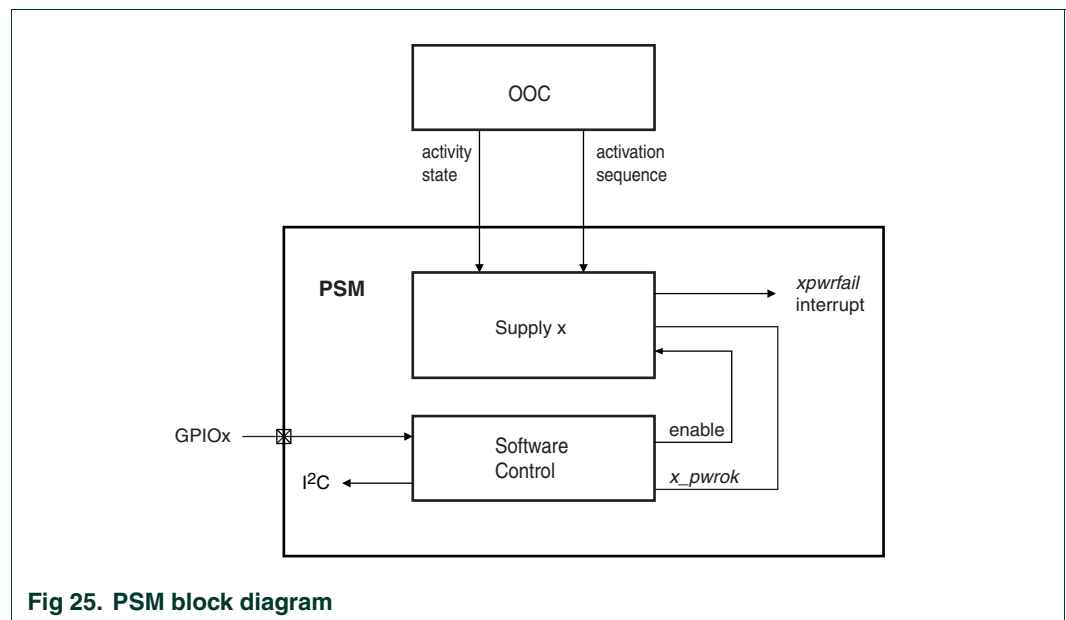 OOC
activity
state
activation
sequence
PSM
Supply x
xpwrfail
interrupt
GPIOx
I²C
Software
Control
enable
x_pwrok
Fig 25. PSM block diagram